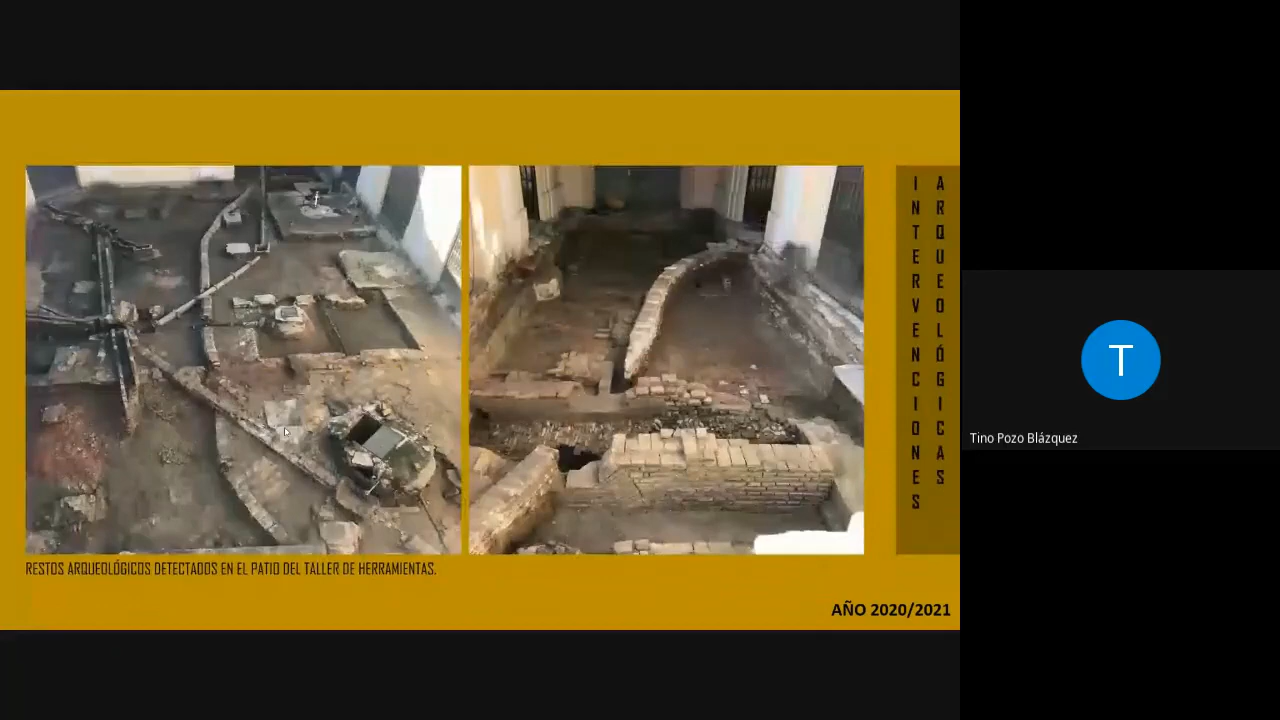 INTERVENCIONES
ARQUEOLÓGICAS
RESTOS ARQUEOLÓGICOS DETECTADOS EN EL PATIO DEL TALLER DE HERRAMIENTAS.
AÑO 2020/2021
T
Tino Pozo Blázquez